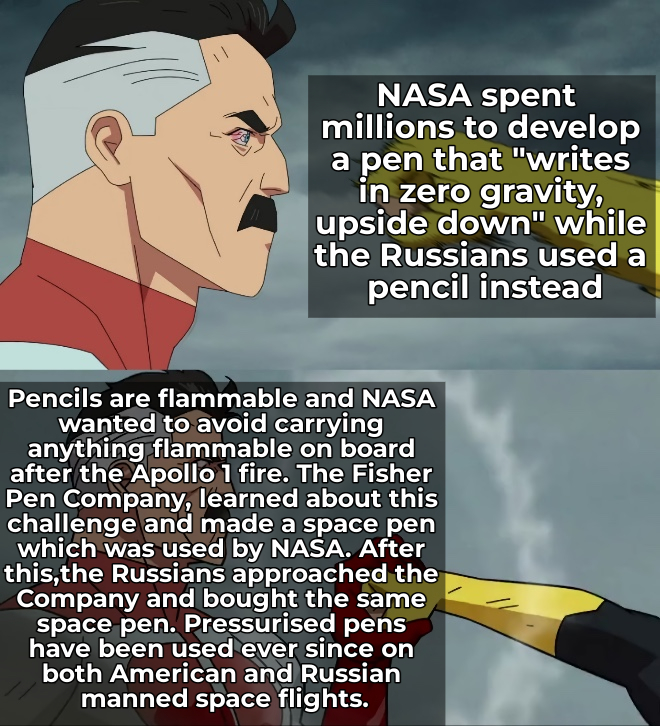 NASA spent
millions to develop
a pen that "writes
in zero gravity,
upside down" while
the Russians used a
pencil instead
Pencils are flammable and NASA
wanted to avoid carrying
anything flammable on board
after the Apollo 1 fire. The Fisher
Pen Company, learned about this
challenge and made a space pen
which was used by NASA. After
this,the Russians approached the
Company and bought the same
space pen. Pressurised pens
have been used ever since on
both American and Russian
manned space flights.